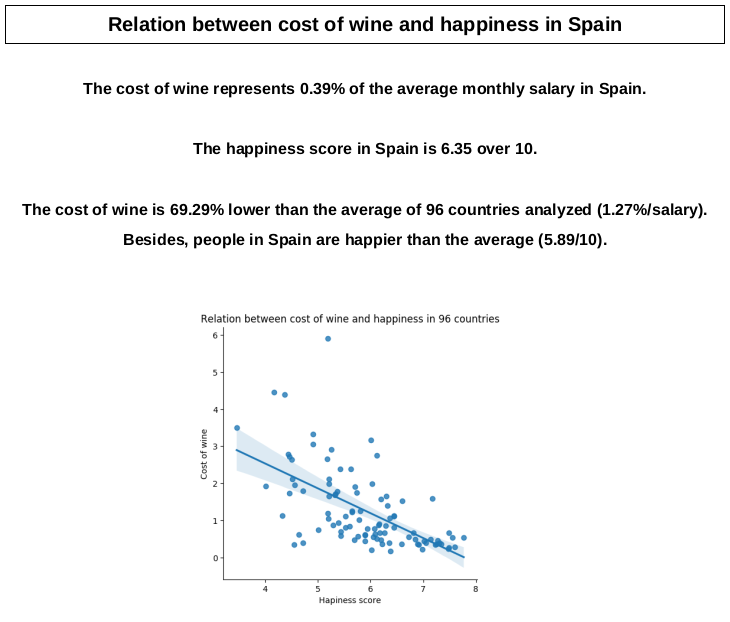 Relation between cost of wine and happiness in Spain
The cost of wine represents 0.39% of the average monthly salary in Spain.
The happiness score in Spain is 6.35 over 10.
The cost of wine is 69.29% lower than the average of 96 countries analyzed (1.27%/salary).
Besides, people in Spain are happier than the average (5.89/10).
Relation between cost of wine and happiness in 96 countries
6
5
4
3
2
1
0
Cost of wine
4 5 6 7 8
Hapiness score